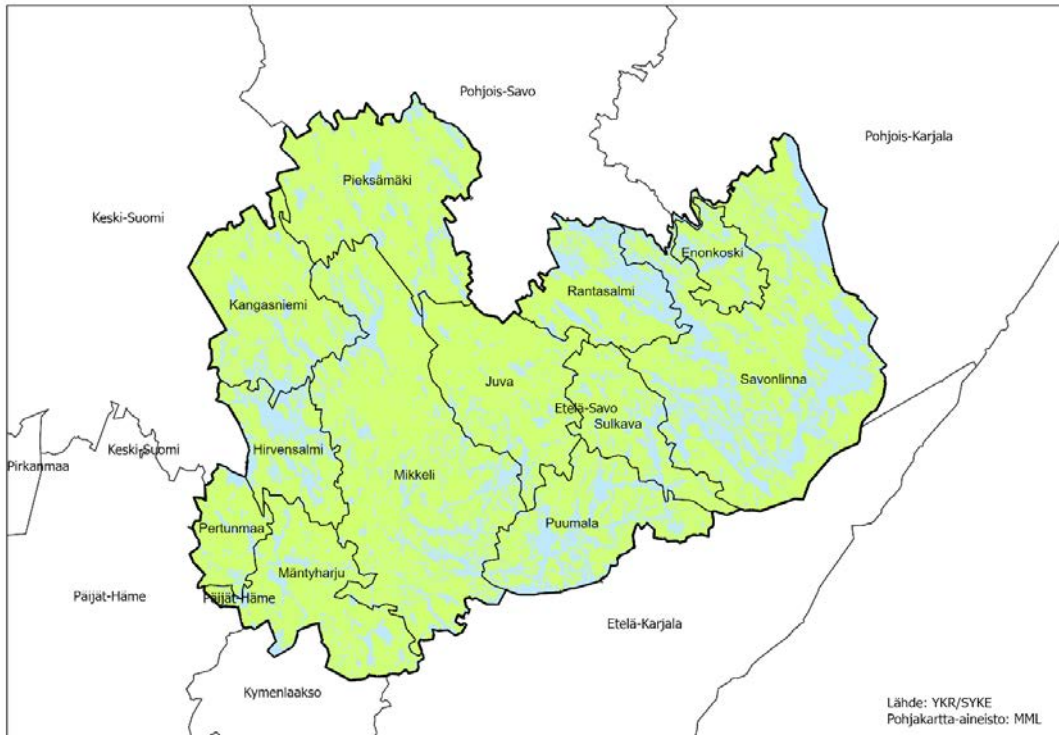 Pohjois-Savo
Pohjois-Karjala
Pieksämäki
Keski-Suomi
Enonkoski
Rantasalmi
Kangasniemi
Juva
Savonlinna
Etelä-Savo
Sulkava
Keski-Suomi
Hirvensalmi
Pirkanmaa
Mikkeli
Pertunmaa
Puumala
Mäntyharju
Päijät-Häme
Päijät-Häme
Etelä-Karjala
Kymenlaakso
Lähde: YKR/SYKE
Pohjakartta-aineisto: MML